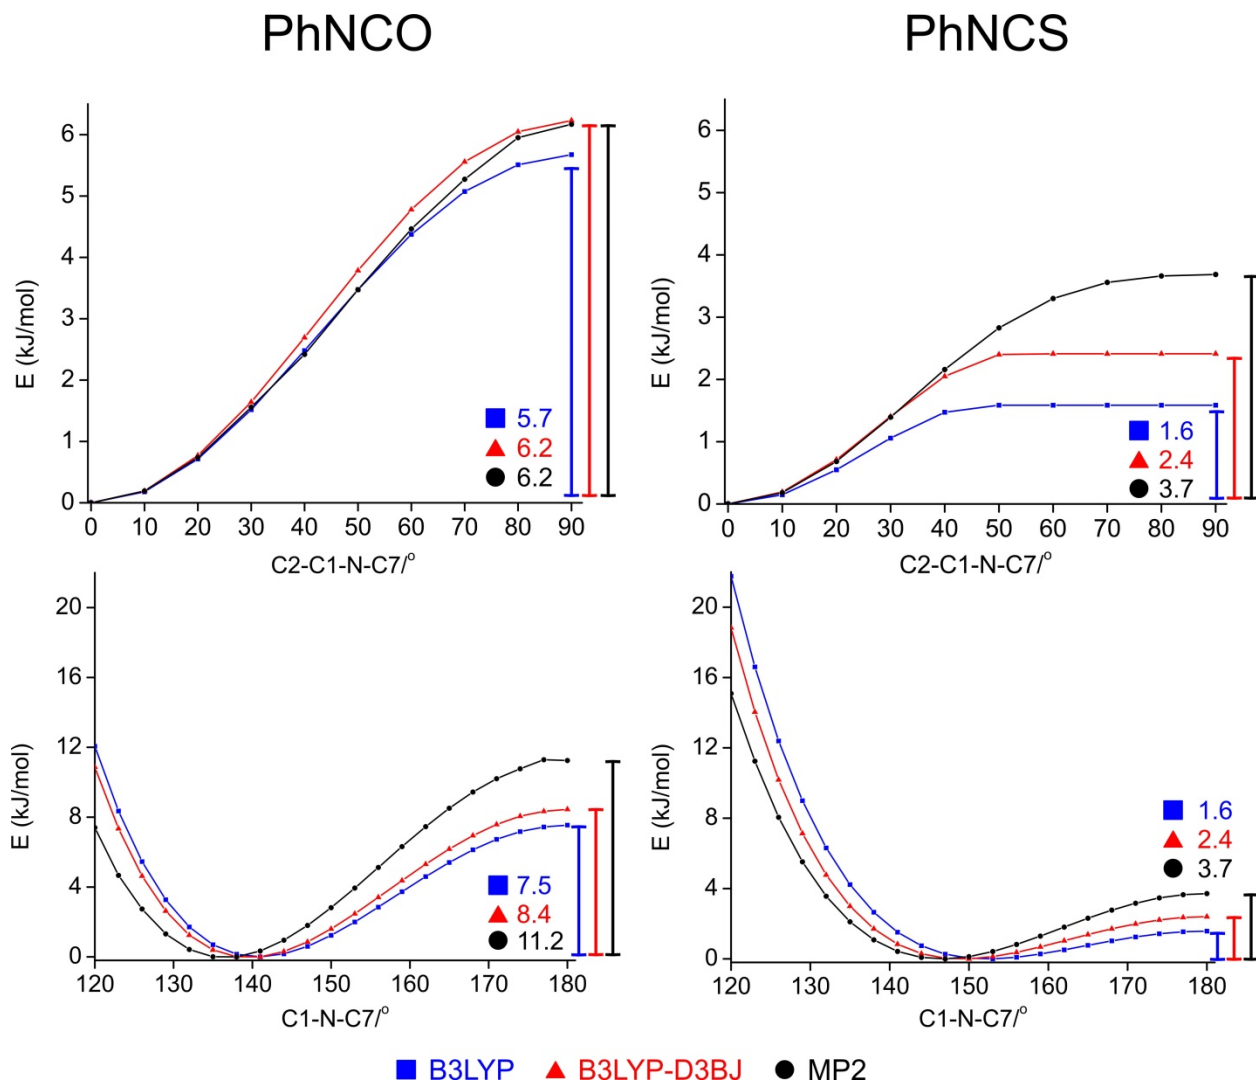 PhNCO
PhNCS
E (kJ/mol)
6
5
4
3
2
1
0
5.7
6.2
6.2
0 10 20 30 40 50 60 70 80 90
C2-C1-N-C7/°
E (kJ/mol)
6
5
4
3
2
1
0
1.6
2.4
3.7
0 10 20 30 40 50 60 70 80 90
C2-C1-N-C7/°
E (kJ/mol)
20
16
12
8
4
0
7.5
8.4
11.2
120 130 140 150 160 170 180
C1-N-C7/°
E (kJ/mol)
20
16
12
8
4
0
1.6
2.4
3.7
120 130 140 150 160 170 180
C1-N-C7/°
B3LYP B3LYP-D3BJ MP2